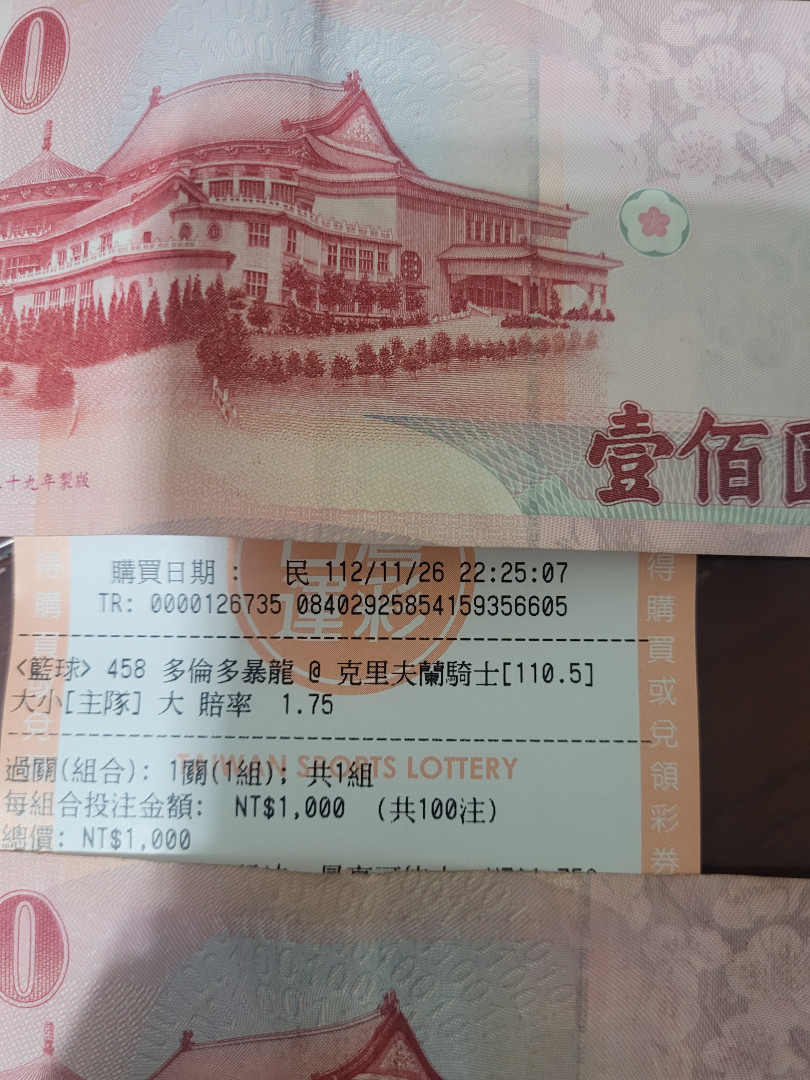 0
十九年製版
壹佰圓
購買日期： 民 112/11/26 22:25:07
TR: 0000126735 08402925854159356605
<籃球> 458 多倫多暴龍 @ 克里夫蘭騎士[110.5]
大小[主隊] 大 賠率 1.75
TAIWAN SPORTS LOTTERY
過關(組合): 1關(1組); 共1組
每組合投注金額: NT$1,000 (共100注)
總價: NT$1,000
得購買或兌領彩券
0